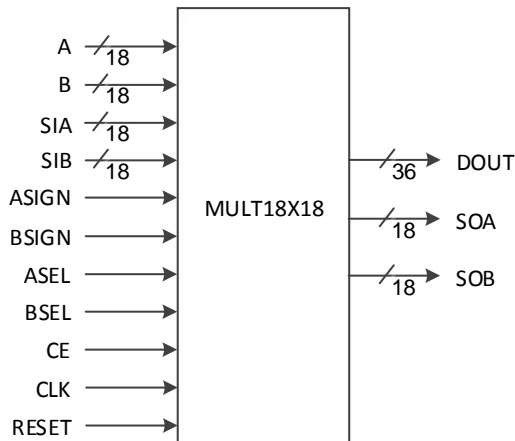 A
18
B
18
SIA
18
SIB
18
ASIGN
BSIGN
ASEL
BSEL
CE
CLK
RESET
MULT18X18
36
DOUT
18
SOA
18
SOB